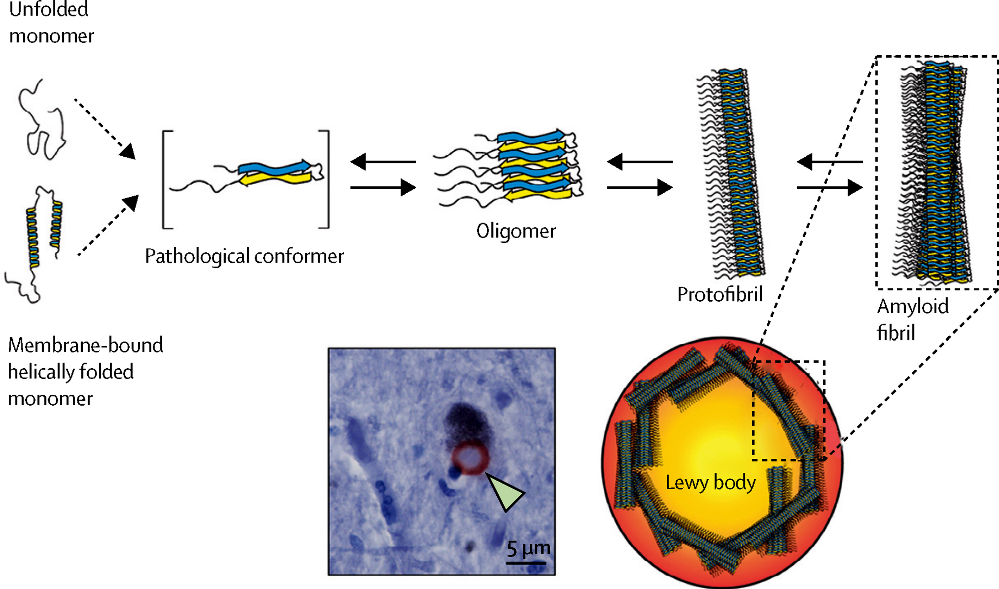 Unfolded
monomer
Pathological conformer
Oligomer
Protofibril
Amyloid
fibril
Membrane-bound
helically folded
monomer
Lewy body
5 µm